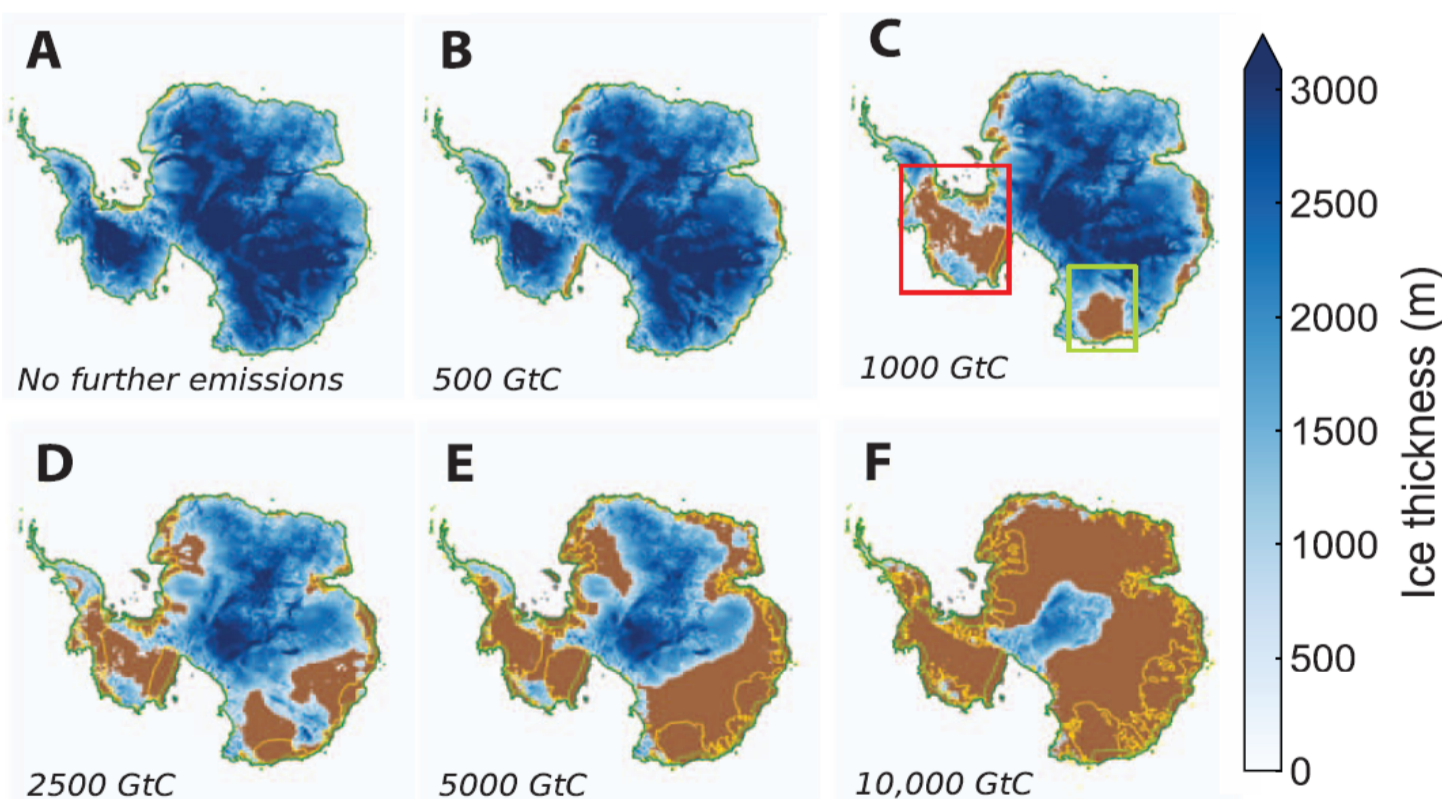 A
B
C
3000
2500
2000
1500
1000
500
0
Ice thickness (m)
No further emissions
500 GtC
1000 GtC
D
E
F
2500 GtC
5000 GtC
10,000 GtC